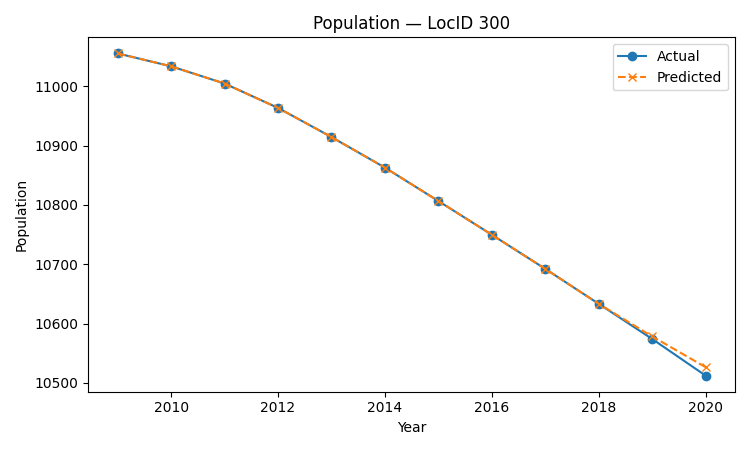 Population — LocID 300
Actual
Predicted
11000
10900
10800
10700
10600
10500
Population
2010
2012
2014
2016
2018
2020
Year